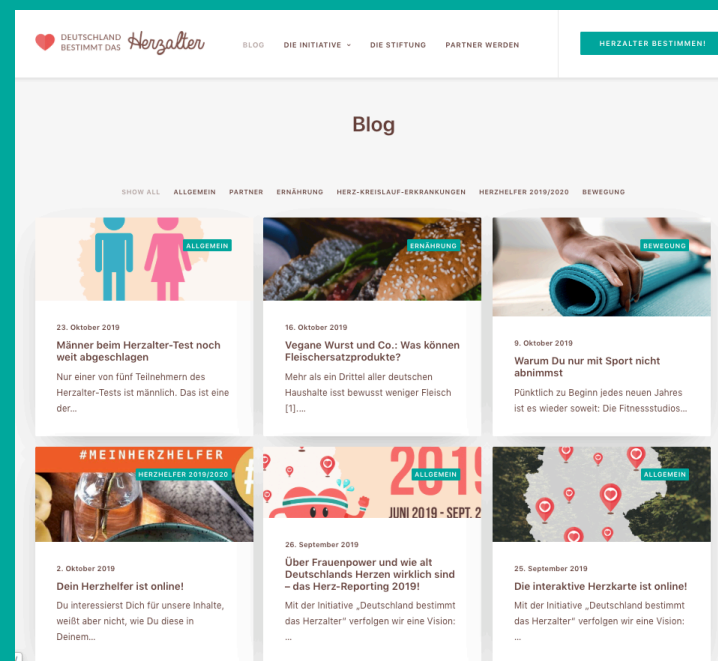 DEUTSCHLAND
BESTIMMT DAS
Herzalter
BLOG DIE INITIATIVE DIE STIFTUNG PARTNER WERDEN
HERZALTER BESTIMMEN!
Blog
SHOW ALL ALLGEMEIN PARTNER ERNÄHRUNG HERZ-KREISLAUF-ERKRANKUNGEN HERZHELFER 2019/2020 BEWEGUNG
ALLGEMEIN
23. Oktober 2019
Männer beim Herzalter-Test noch
weit abgeschlagen
Nur einer von fünf Teilnehmern des
Herzalter-Tests ist männlich. Das ist eine
der...
ERNÄHRUNG
16. Oktober 2019
Vegane Wurst und Co.: Was können
Fleischersatzprodukte?
Mehr als ein Drittel aller deutschen
Haushalte isst bewusst weniger Fleisch
[1]....
BEWEGUNG
9. Oktober 2019
Warum Du nur mit Sport nicht
abnimmst
Pünktlich zu Beginn jedes neuen Jahres
ist es wieder soweit: Die Fitnessstudios...
#MEINHERZHELFER
HERZHELFER 2019/2020
2. Oktober 2019
Dein Herzhelfer ist online!
Du interessierst Dich für unsere Inhalte,
weißt aber nicht, wie Du diese in
Deinem...
2019
ALLGEMEIN
JUNI 2019 - SEPT. 2
26. September 2019
Über Frauenpower und wie alt
Deutschlands Herzen wirklich sind
– das Herz-Reporting 2019!
Mit der Initiative „Deutschland bestimmt
das Herzalter“ verfolgen wir eine Vision:
...
ALLGEMEIN
25. September 2019
Die interaktive Herzkarte ist online!
Mit der Initiative „Deutschland bestimmt
das Herzalter“ verfolgen wir eine Vision:
...